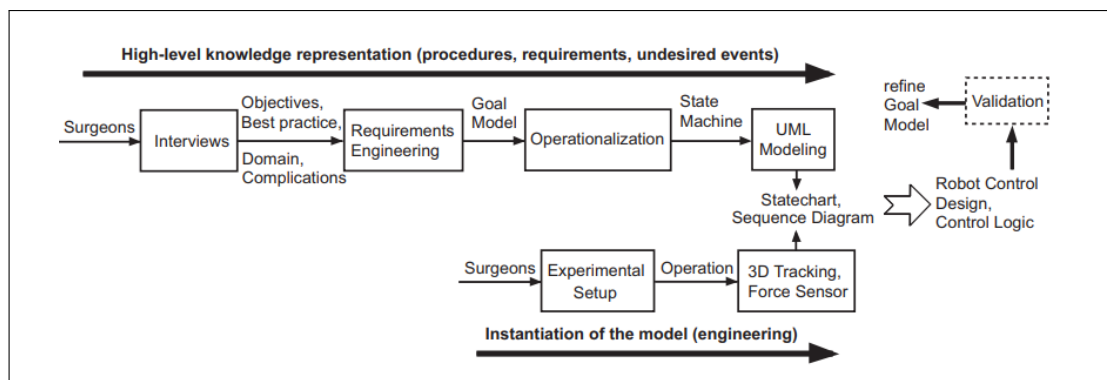 High-level knowledge representation (procedures, requirements, undesired events)
Surgeons
Interviews
Objectives,
Best practice,
Domain,
Complications
Requirements
Engineering
Goal
Model
Operationalization
State
Machine
UML
Modeling
Statechart,
Sequence Diagram
refine
Goal
Model
Validation
Robot Control
Design,
Control Logic
Surgeons
Experimental
Setup
Operation
3D Tracking,
Force Sensor
Instantiation of the model (engineering)